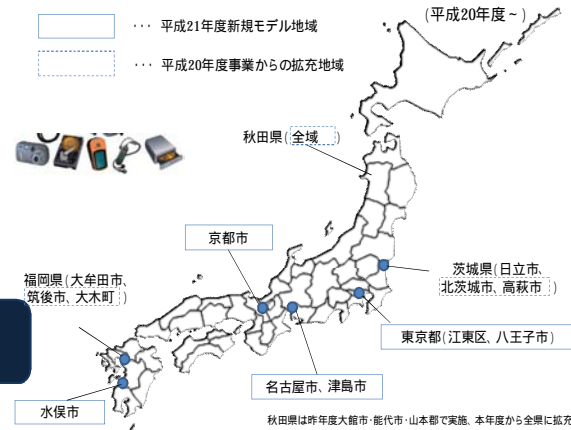 (平成20年度～)
･･･ 平成21年度新規モデル地域
･･･ 平成20年度事業からの拡充地域
秋田県(全域)
京都市
福岡県(大牟田市、
筑後市、大木町)
茨城県(日立市、
北茨城市、高萩市)
東京都(江東区、八王子市)
名古屋市、津島市
水俣市
秋田県は昨年度大館市･能代市･山本郡で実施、本年度から全県に拡充